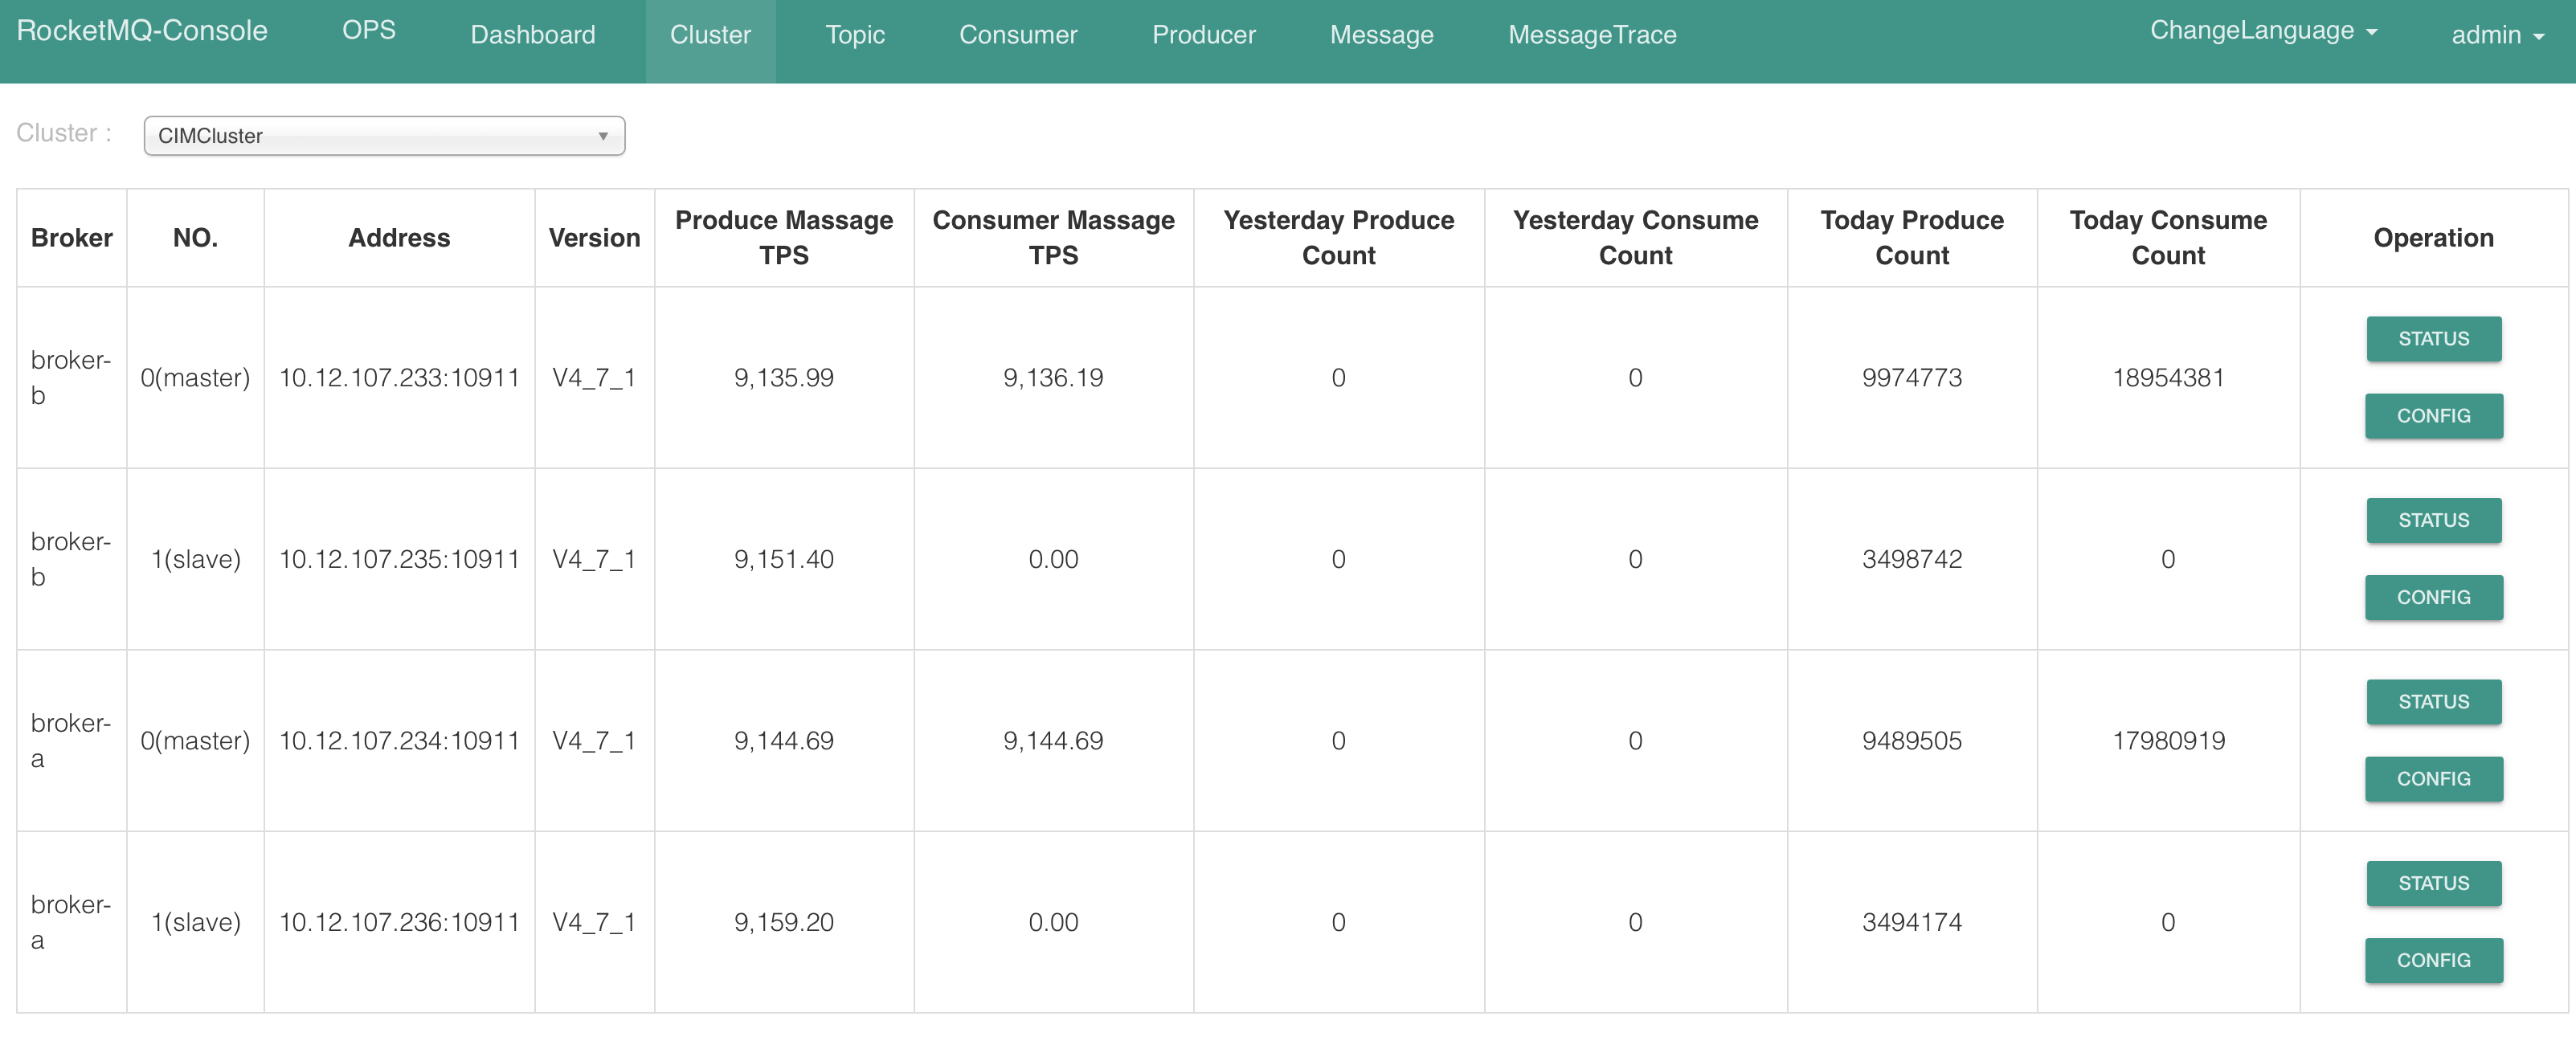 RocketMQ-Console OPS Dashboard Cluster Topic Consumer Producer Message MessageTrace ChangeLanguage admin
Cluster : CIMCluster
Broker NO. Address Version Produce Massage TPS Consumer Massage TPS Yesterday Produce Count Yesterday Consume Count Today Produce Count Today Consume Count Operation
broker-b 0(master) 10.12.107.233:10911 V4_7_1 9,135.99 9,136.19 0 0 9974773 18954381 STATUS CONFIG
broker-b 1(slave) 10.12.107.235:10911 V4_7_1 9,151.40 0.00 0 0 3498742 0 STATUS CONFIG
broker-a 0(master) 10.12.107.234:10911 V4_7_1 9,144.69 9,144.69 0 0 9489505 17980919 STATUS CONFIG
broker-a 1(slave) 10.12.107.236:10911 V4_7_1 9,159.20 0.00 0 0 3494174 0 STATUS CONFIG